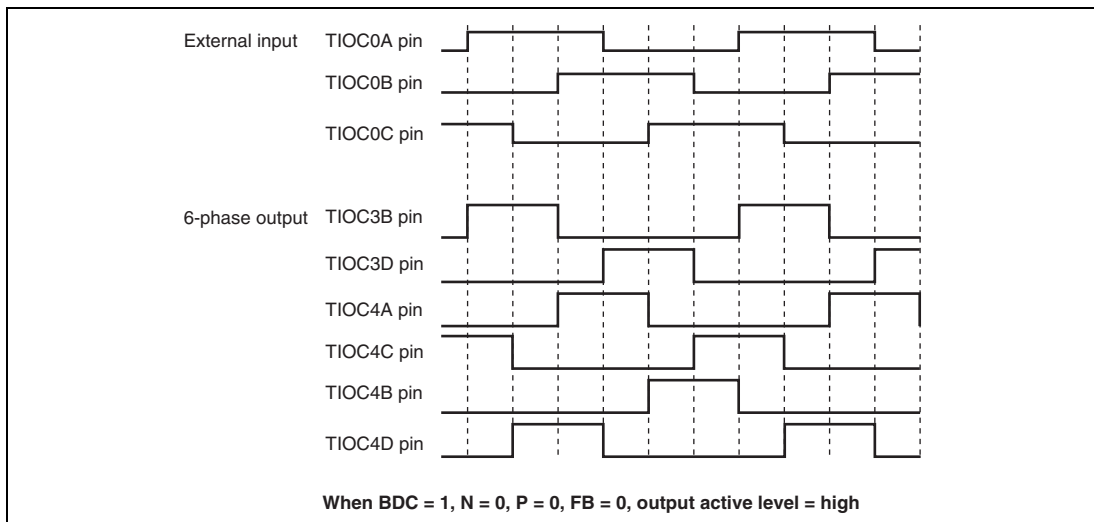 External input TIOC0A pin
TIOC0B pin
TIOC0C pin
6-phase output TIOC3B pin
TIOC3D pin
TIOC4A pin
TIOC4C pin
TIOC4B pin
TIOC4D pin
When BDC = 1, N = 0, P = 0, FB = 0, output active level = high